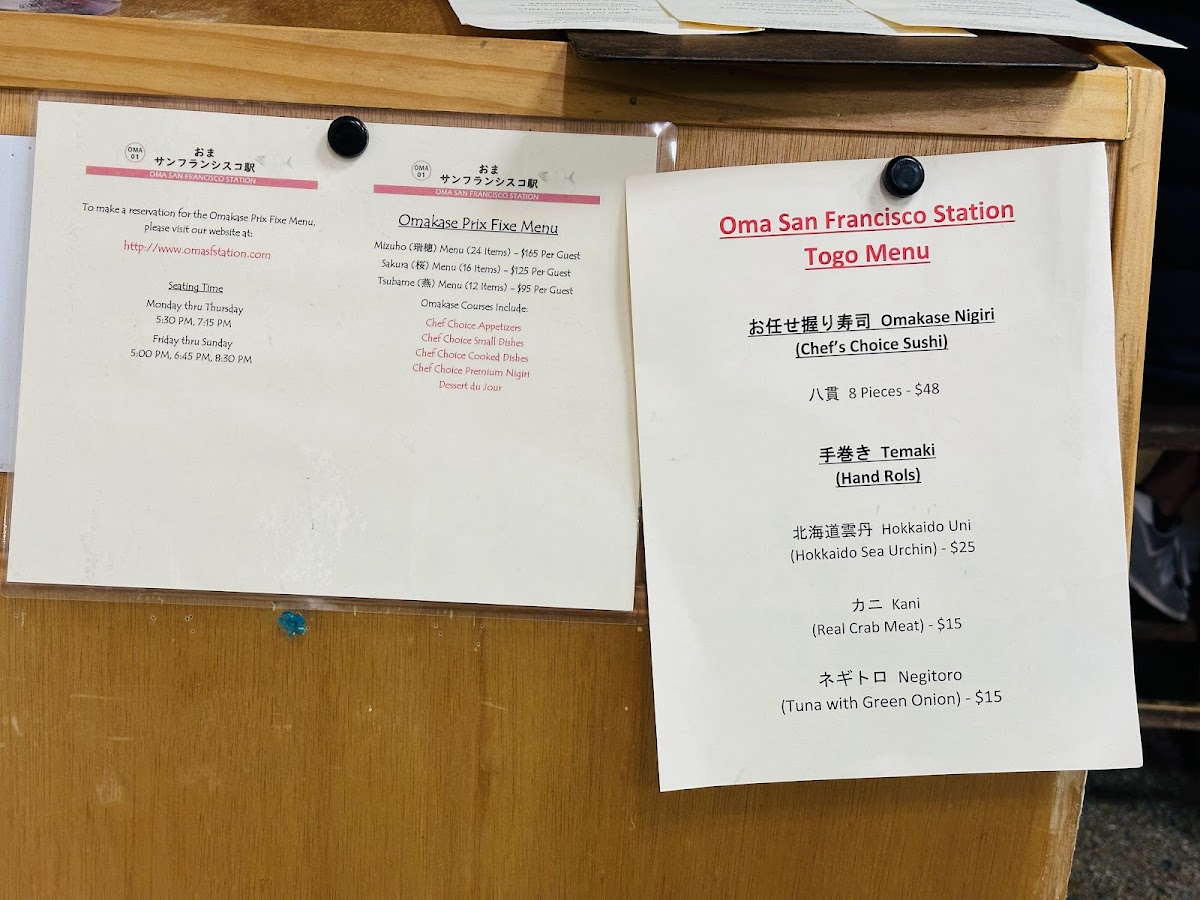 OMA
01
おま
サンフランシスコ駅
OMA SAN FRANCISCO STATION
To make a reservation for the Omakase Prix Fixe Menu,
please visit our website at:
http://www.omasfstation.com
Seating Time
Monday thru Thursday
5:30 PM, 7:15 PM
Friday thru Sunday
5:00 PM, 6:45 PM, 8:30 PM
OMA
01
おま
サンフランシスコ駅
OMA SAN FRANCISCO STATION
Omakase Prix Fixe Menu
Mizuho (瑞穂) Menu (24 Items) – $165 Per Guest
Sakura (桜) Menu (16 Items) – $125 Per Guest
Tsubame (燕) Menu (12 Items) – $95 Per Guest
Omakase Courses Include:
Chef Choice Appetizers
Chef Choice Small Dishes
Chef Choice Cooked Dishes
Chef Choice Premium Nigiri
Dessert du Jour
Oma San Francisco Station
Togo Menu
お任せ握り寿司 Omakase Nigiri
(Chef's Choice Sushi)
八貫 8 Pieces - $48
手巻き Temaki
(Hand Rols)
北海道雲丹 Hokkaido Uni
(Hokkaido Sea Urchin) - $25
カニ Kani
(Real Crab Meat) - $15
ネギトロ Negitoro
(Tuna with Green Onion) - $15